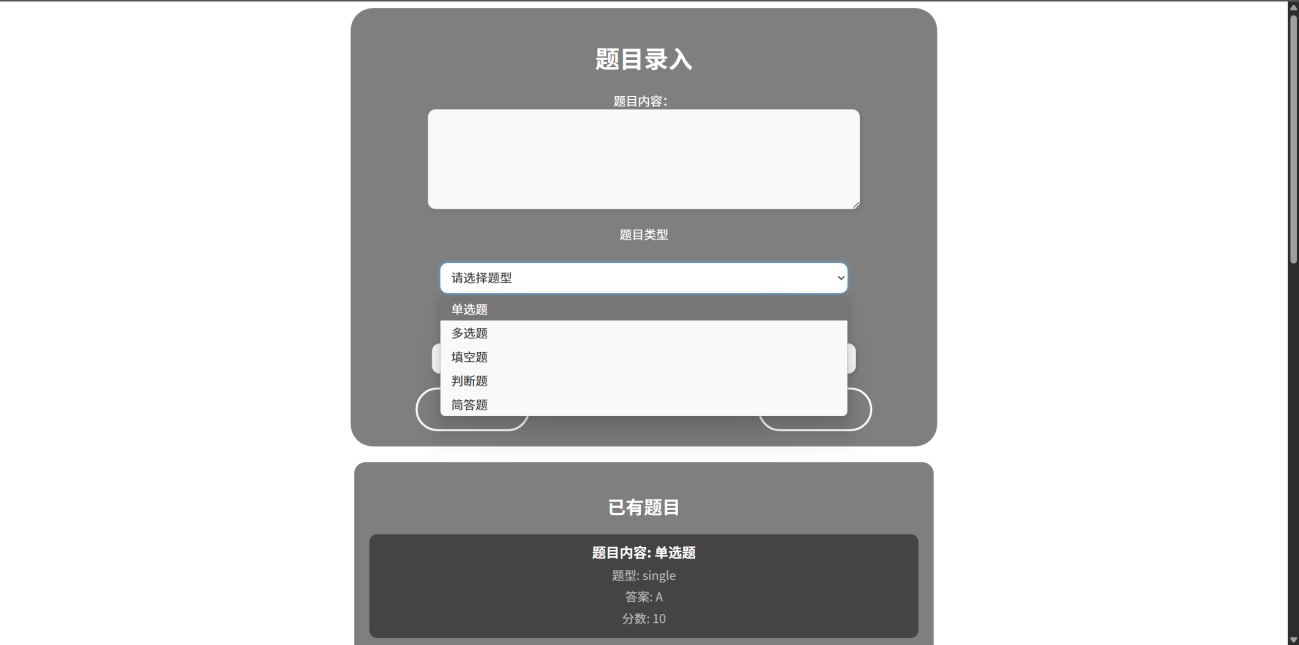 题目录入
题目内容：
题目类型
请选择题型
单选题
多选题
填空题
判断题
简答题
已有题目
题目内容: 单选题
题型: single
答案: A
分数: 10